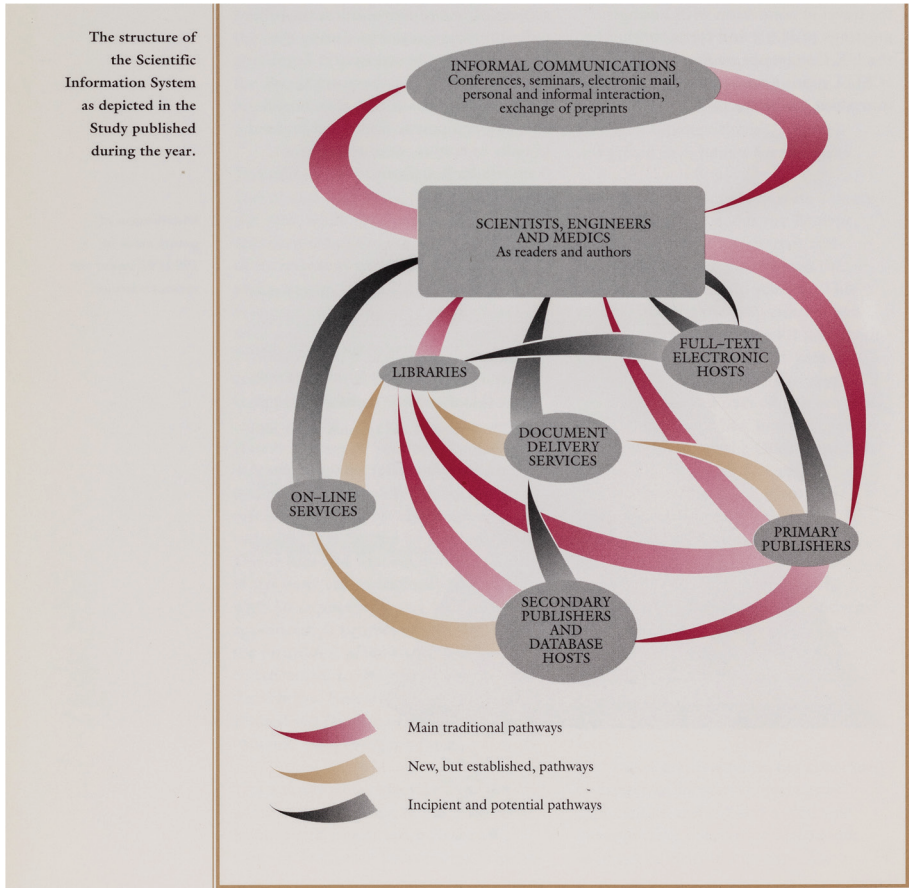 The structure of
the Scientific
Information System
as depicted in the
Study published
during the year.
INFORMAL COMMUNICATIONS
Conferences, seminars, electronic mail,
personal and informal interaction,
exchange of preprints
SCIENTISTS, ENGINEERS
AND MEDICS
As readers and authors
FULL–TEXT
ELECTRONIC
HOSTS
LIBRARIES
DOCUMENT
DELIVERY
SERVICES
ON–LINE
SERVICES
PRIMARY
PUBLISHERS
SECONDARY
PUBLISHERS
AND
DATABASE
HOSTS
Main traditional pathways
New, but established, pathways
Incipient and potential pathways